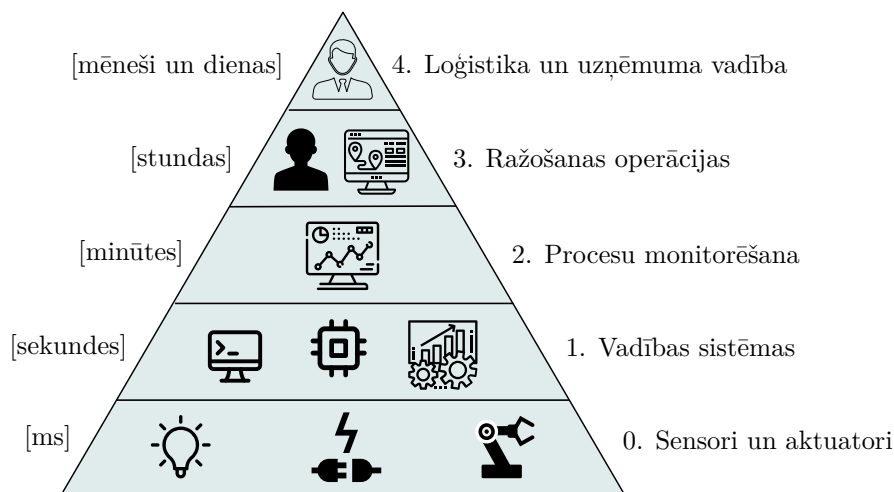 [mēneši un dienas] 4. Loģistika un uzņēmuma vadība
[stundas] 3. Ražošanas operācijas
[minūtes] 2. Procesu monitorēšana
[sekundes] 1. Vadības sistēmas
[ms] 0. Sensori un aktuatori